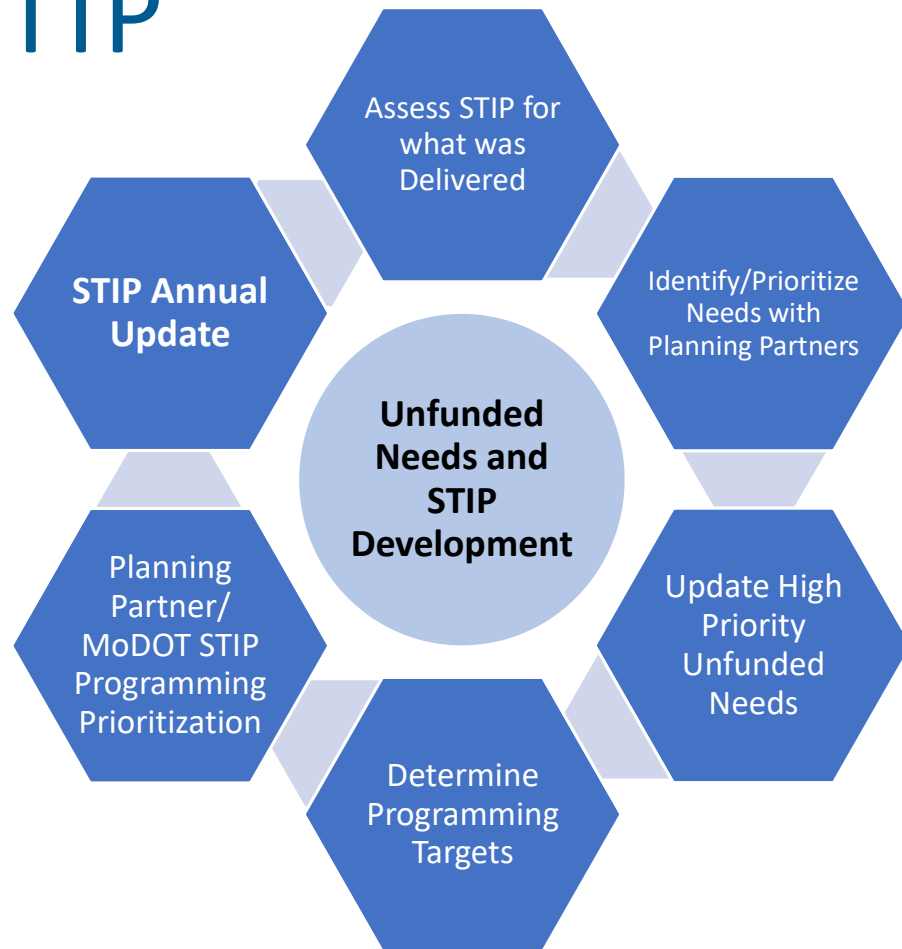 TIP
Assess STIP for
what was
Delivered
Identify/Prioritize
Needs with
Planning Partners
Update High
Priority
Unfunded
Needs
Determine
Programming
Targets
Planning
Partner/
MoDOT STIP
Programming
Prioritization
STIP Annual
Update
Unfunded
Needs and
STIP
Development